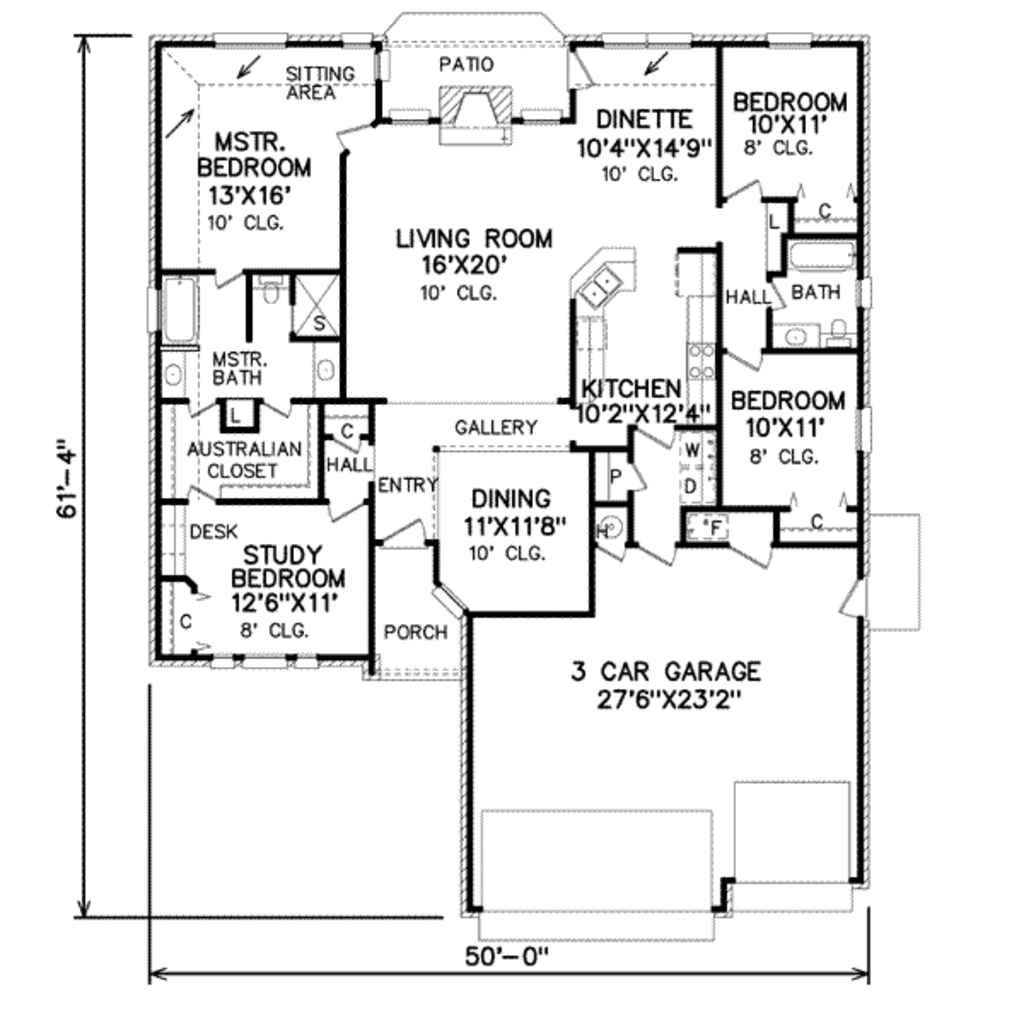 PATIO
SITTING
AREA
MSTR.
BEDROOM
13'X16'
10' CLG.
DINETTE
10'4"X14'9"
10' CLG.
BEDROOM
10'X11'
8' CLG.
C
L
LIVING ROOM
16'X20'
10' CLG.
HALL
BATH
S
MSTR.
BATH
KITCHEN
10'2"X12'4"
BEDROOM
10'X11'
8' CLG.
C
L
C
GALLERY
AUSTRALIAN
CLOSET
HALL
ENTRY
P
W
D
DINING
11'X11'8"
10' CLG.
H
F
DESK
STUDY
BEDROOM
12'6"X11'
8' CLG.
C
PORCH
3 CAR GARAGE
27'6"X23'2"
61'-4"
50'-0"